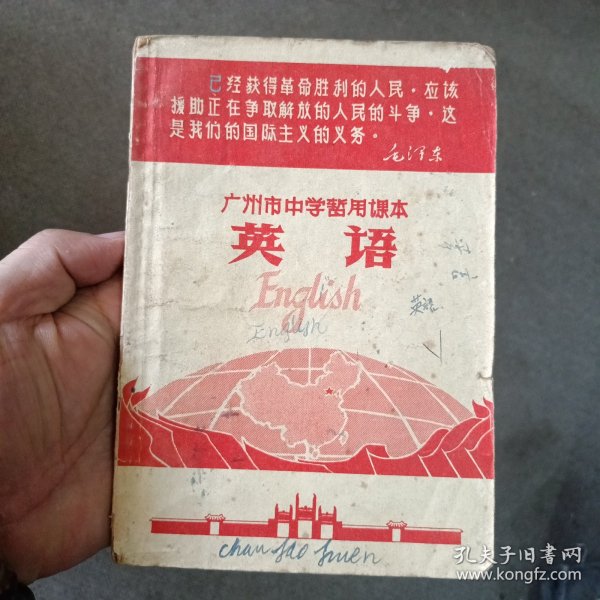 已经获得革命胜利的人民·应该
援助正在争取解放的人民的斗争·这
是我们的国际主义的义务·
毛泽东
广州市中学暂用课本
英 语
English
English
英语
孔夫子旧书网
www.kongfz.com